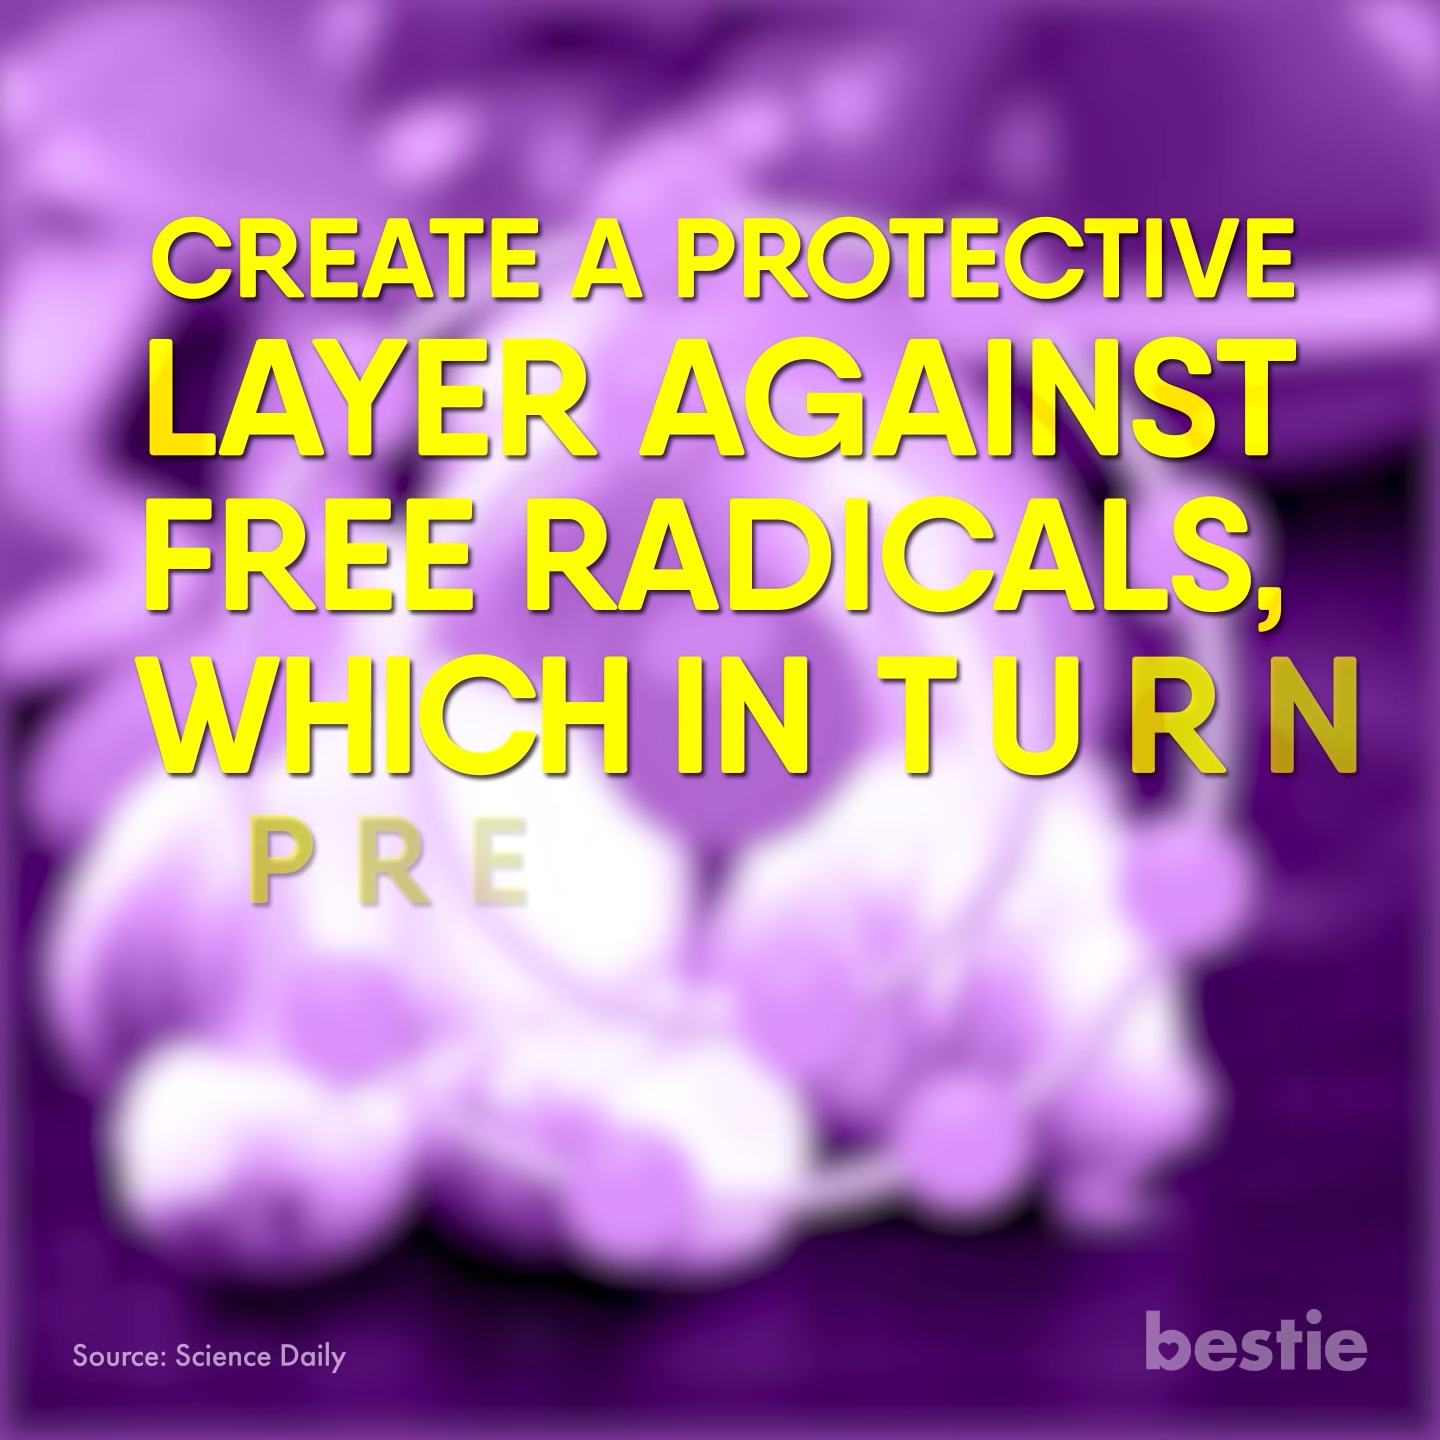 CREATE A PROTECTIVE
LAYER AGAINST
FREE RADICALS,
WHICH IN TURN
PRE
Source: Science Daily
bestie